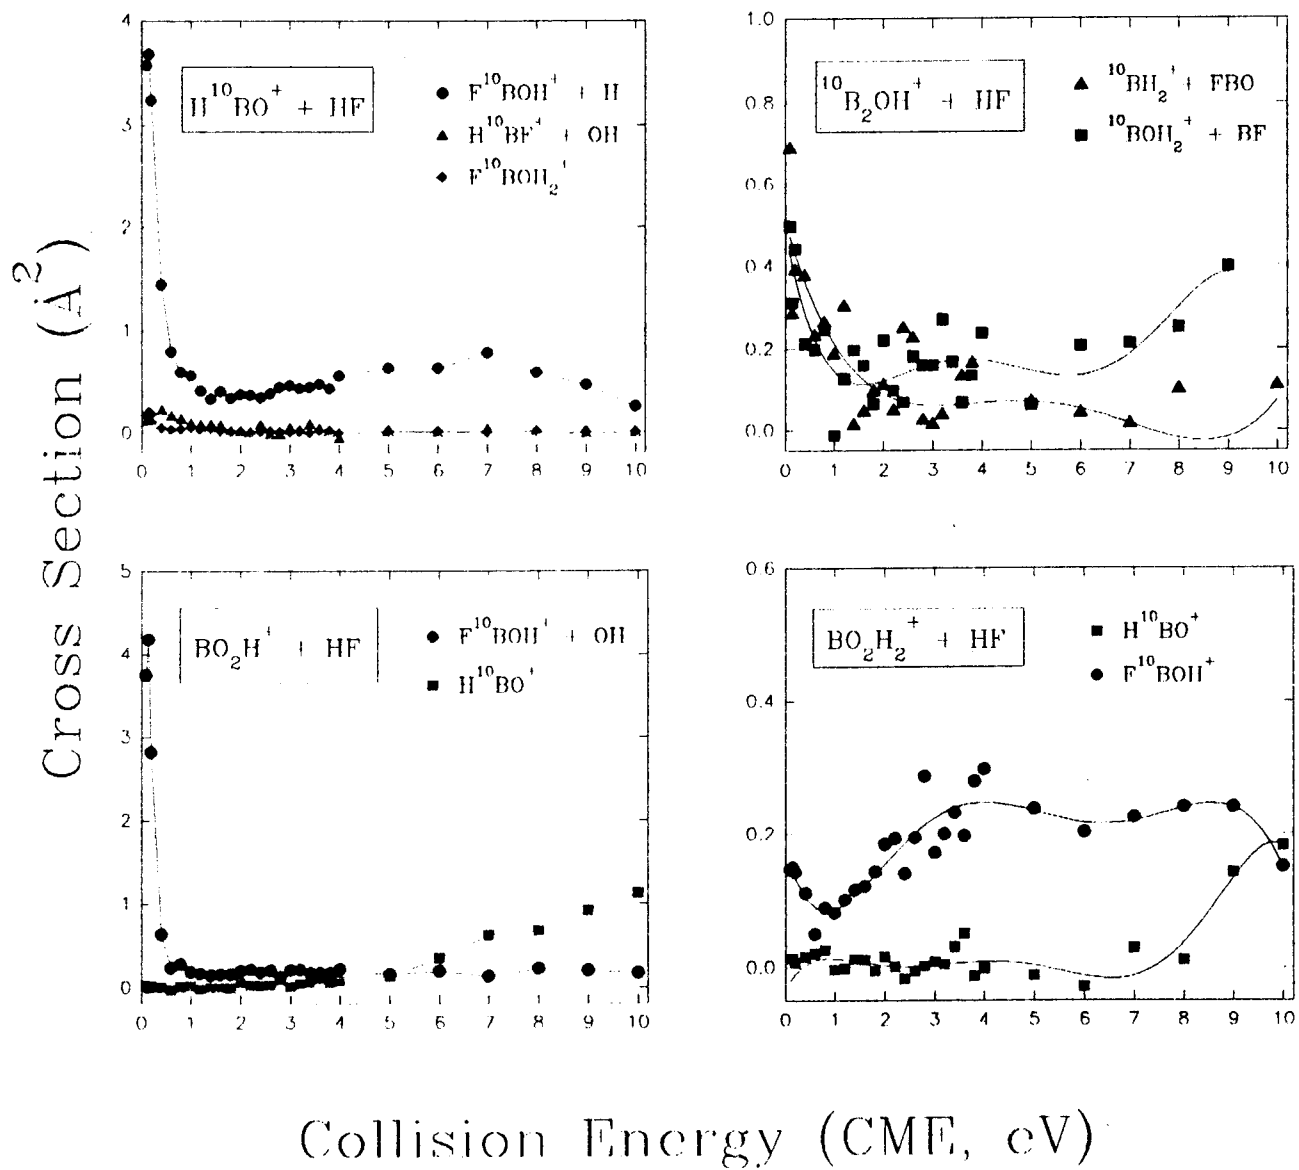 Cross Section (Å²)
4
3
2
1
0
H¹⁰BO⁺ + HF
F¹⁰BOH⁺ + H
H¹⁰BF⁺ + OH
F¹⁰BOH₂⁺
0 1 2 3 4 5 6 7 8 9 10
1.0
0.8
0.6
0.4
0.2
0.0
¹⁰B₂OH⁺ + HF
¹⁰BH₂⁺ + FBO
¹⁰BOH₂⁺ + BF
0 1 2 3 4 5 6 7 8 9 10
5
4
3
2
1
0
BO₂H⁺ + HF
F¹⁰BOH⁺ + OH
H¹⁰BO⁺
0 1 2 3 4 5 6 7 8 9 10
0.6
0.4
0.2
0.0
BO₂H₂⁺ + HF
H¹⁰BO⁺
F¹⁰BOH⁺
0 1 2 3 4 5 6 7 8 9 10
Collision Energy (CME, eV)